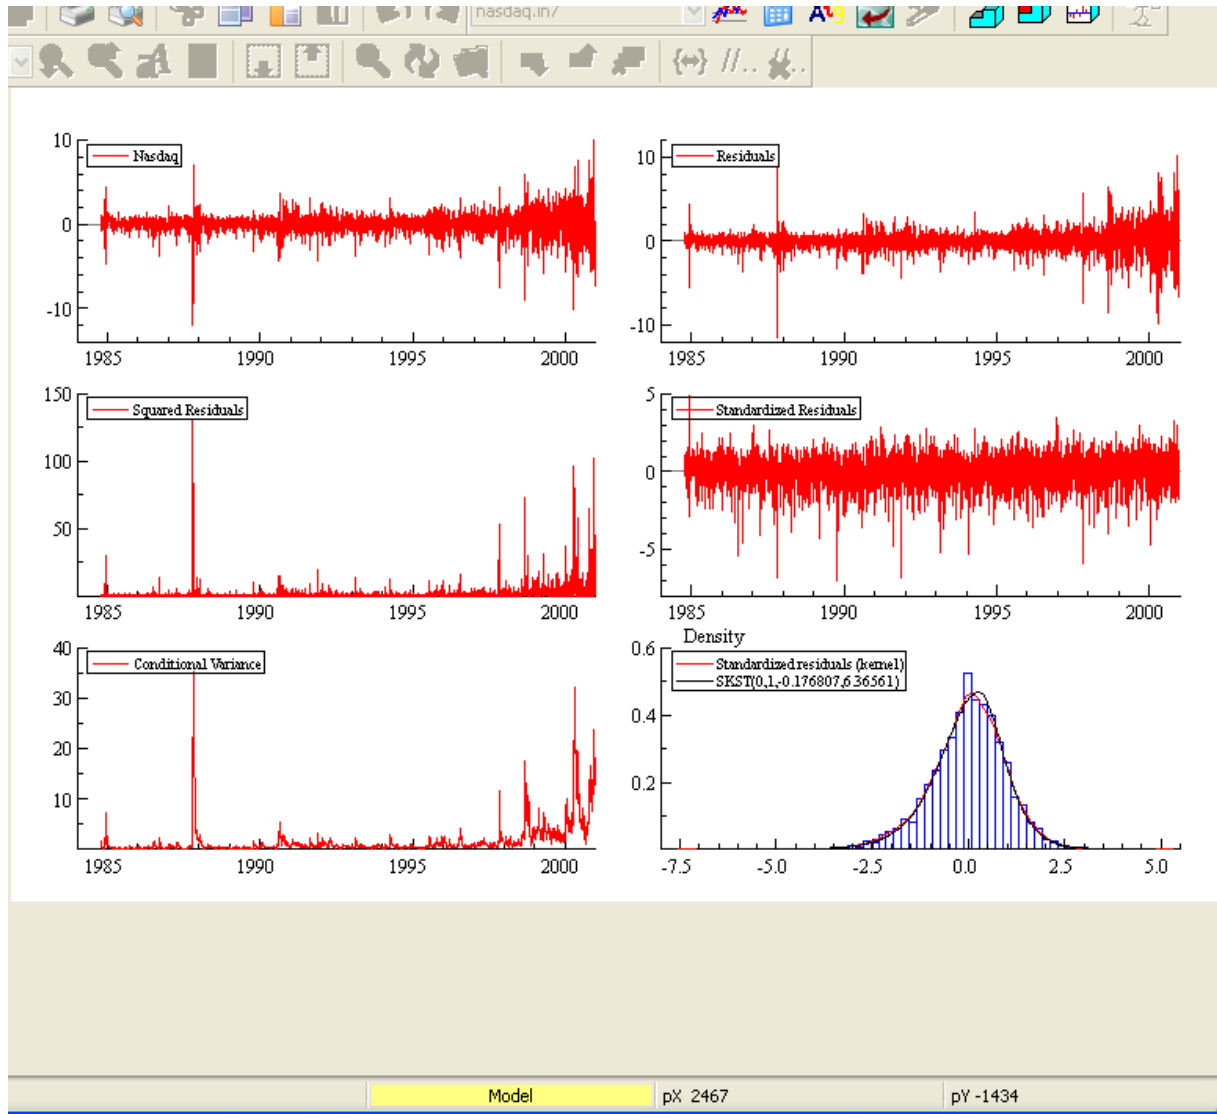 nasdaq.in7
10
Nasdaq
0
-10
1985 1990 1995 2000
10
Residuals
0
-10
1985 1990 1995 2000
150
Squared Residuals
100
50
1985 1990 1995 2000
5
Standardized Residuals
0
-5
1985 1990 1995 2000
40
Conditional Variance
30
20
10
1985 1990 1995 2000
Density
0.6
Standardized residuals (kernel)
SKST(0,1,-0.176807,6.36561)
0.4
0.2
-7.5 -5.0 -2.5 0.0 2.5 5.0
Model pX 2467 pY -1434